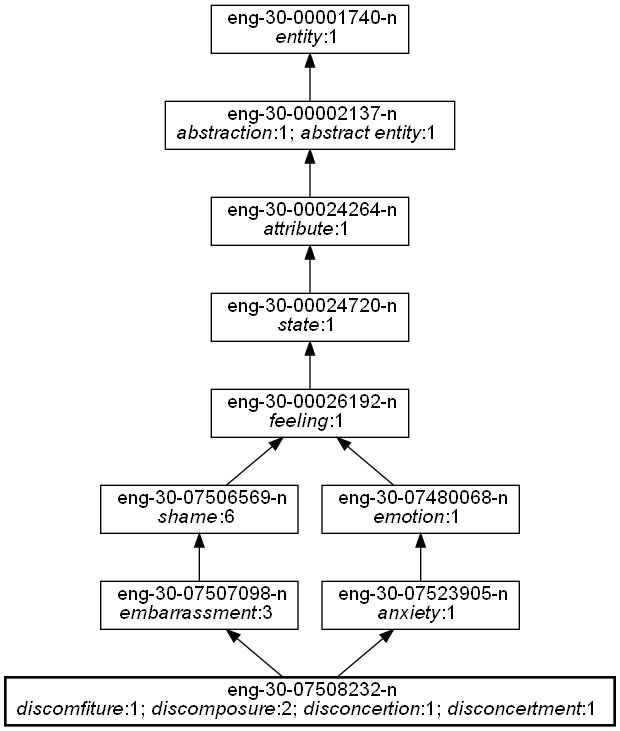 eng-30-00001740-n
entity:1
eng-30-00002137-n
abstraction:1; abstract entity:1
eng-30-00024264-n
attribute:1
eng-30-00024720-n
state:1
eng-30-00026192-n
feeling:1
eng-30-07506569-n
shame:6
eng-30-07480068-n
emotion:1
eng-30-07507098-n
embarrassment:3
eng-30-07523905-n
anxiety:1
eng-30-07508232-n
discomfiture:1; discomposure:2; disconcertion:1; disconcertment:1